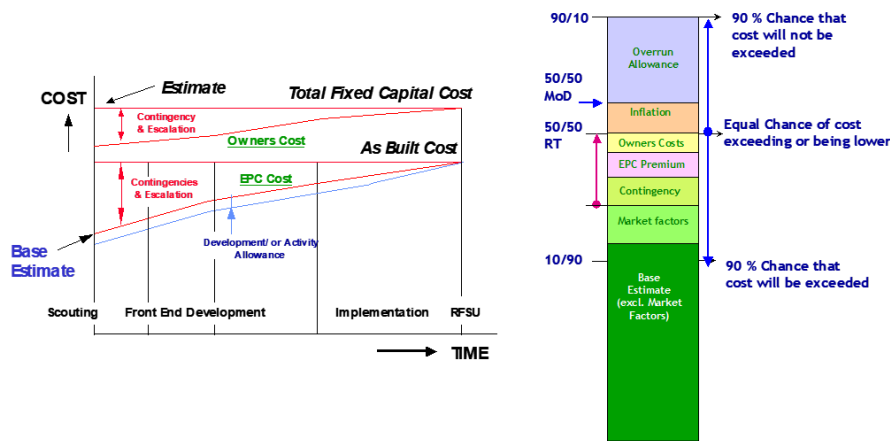 Estimate
COST
Total Fixed Capital Cost
Contingency
& Escalation
Owners Cost
As Built Cost
EPC Cost
Contingencies
& Escalation
Base
Estimate
Development/ or Activity
Allowance
Scouting
Front End Development
Implementation
RFSU
TIME
90/10
90 % Chance that
cost will not be
exceeded
Overrun
Allowance
50/50
MoD
Inflation
50/50
RT
Equal Chance of cost
exceeding or being lower
Owners Costs
EPC Premium
Contingency
Market factors
10/90
90 % Chance that
cost will be exceeded
Base
Estimate
(excl. Market
Factors)